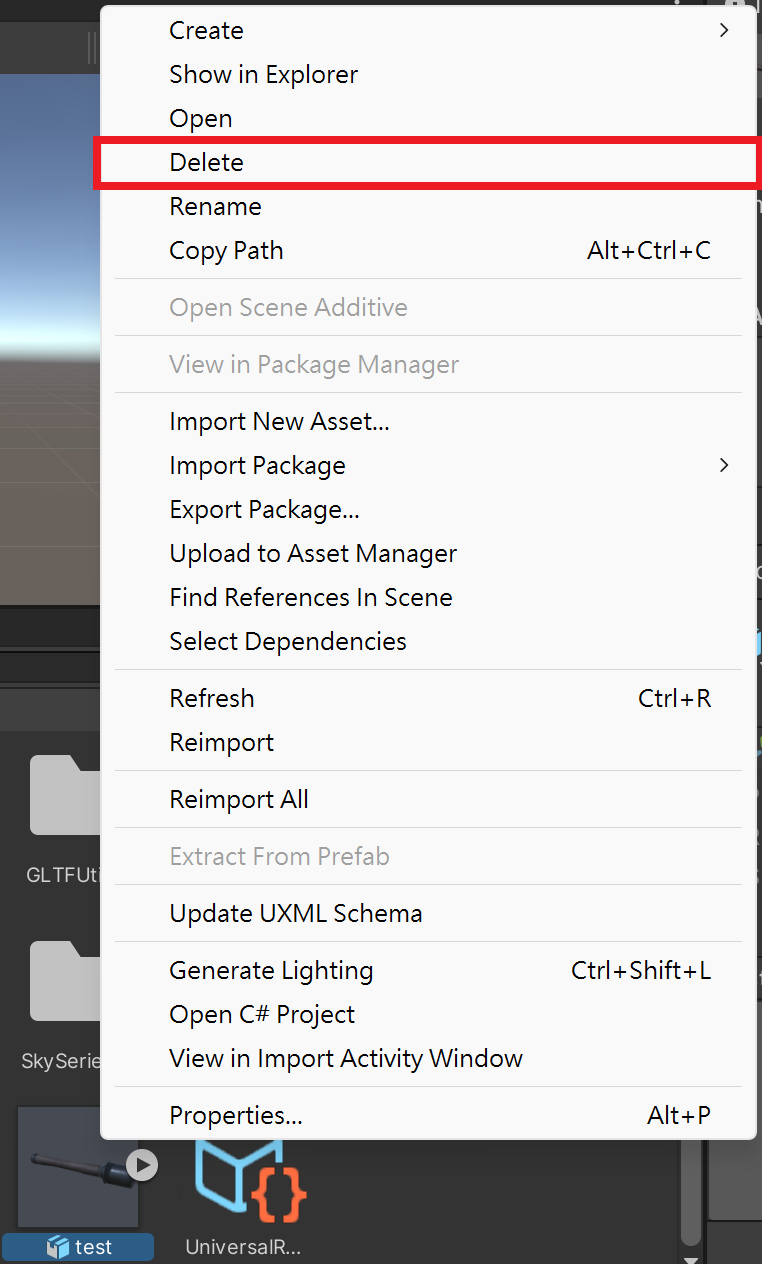 Create
Show in Explorer
Open
Delete
Rename
Copy Path Alt+Ctrl+C
Open Scene Additive
View in Package Manager
Import New Asset...
Import Package
Export Package...
Upload to Asset Manager
Find References In Scene
Select Dependencies
Refresh Ctrl+R
Reimport
Reimport All
Extract From Prefab
Update UXML Schema
Generate Lighting Ctrl+Shift+L
Open C# Project
View in Import Activity Window
Properties... Alt+P
GLTFUti
SkySerie
test
UniversalR...